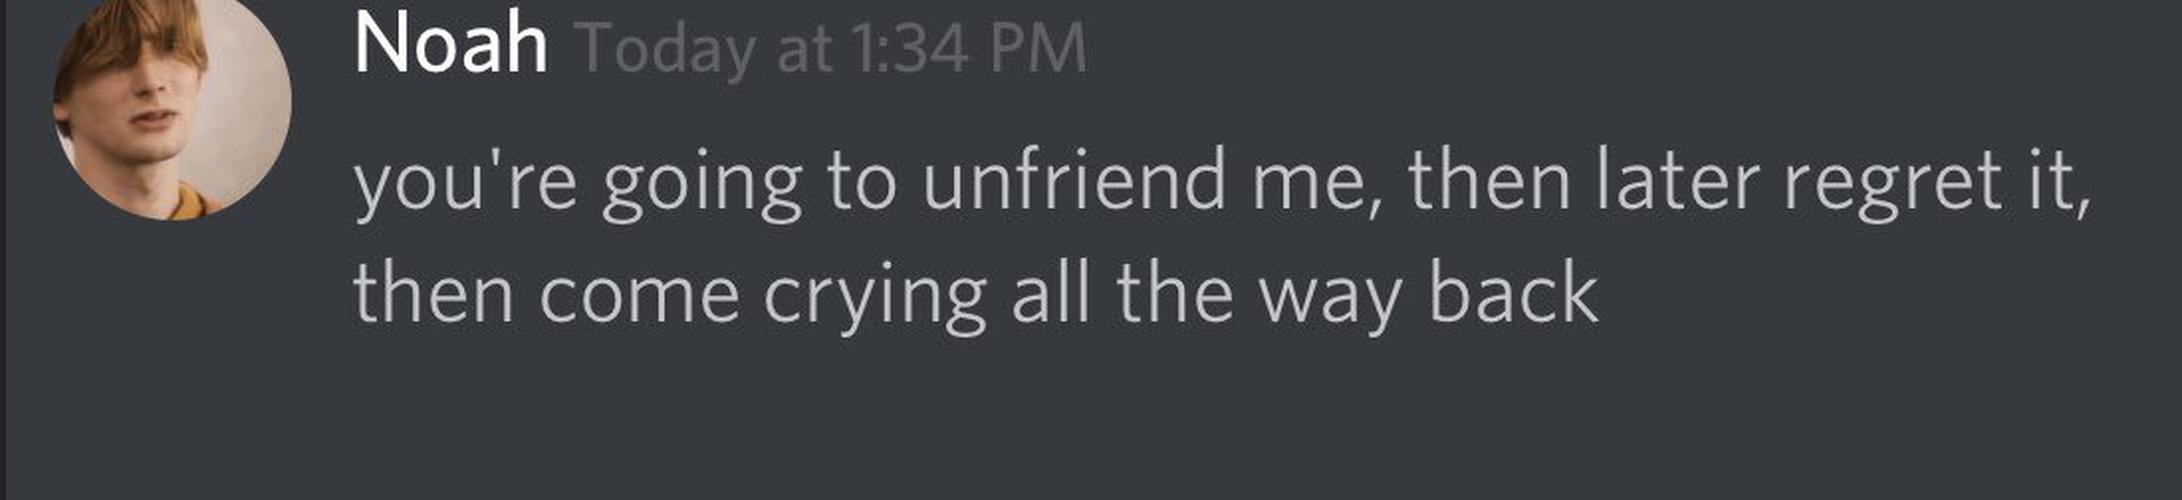 Noah Today at 1:34 PM
you're going to unfriend me, then later regret it,
then come crying all the way back